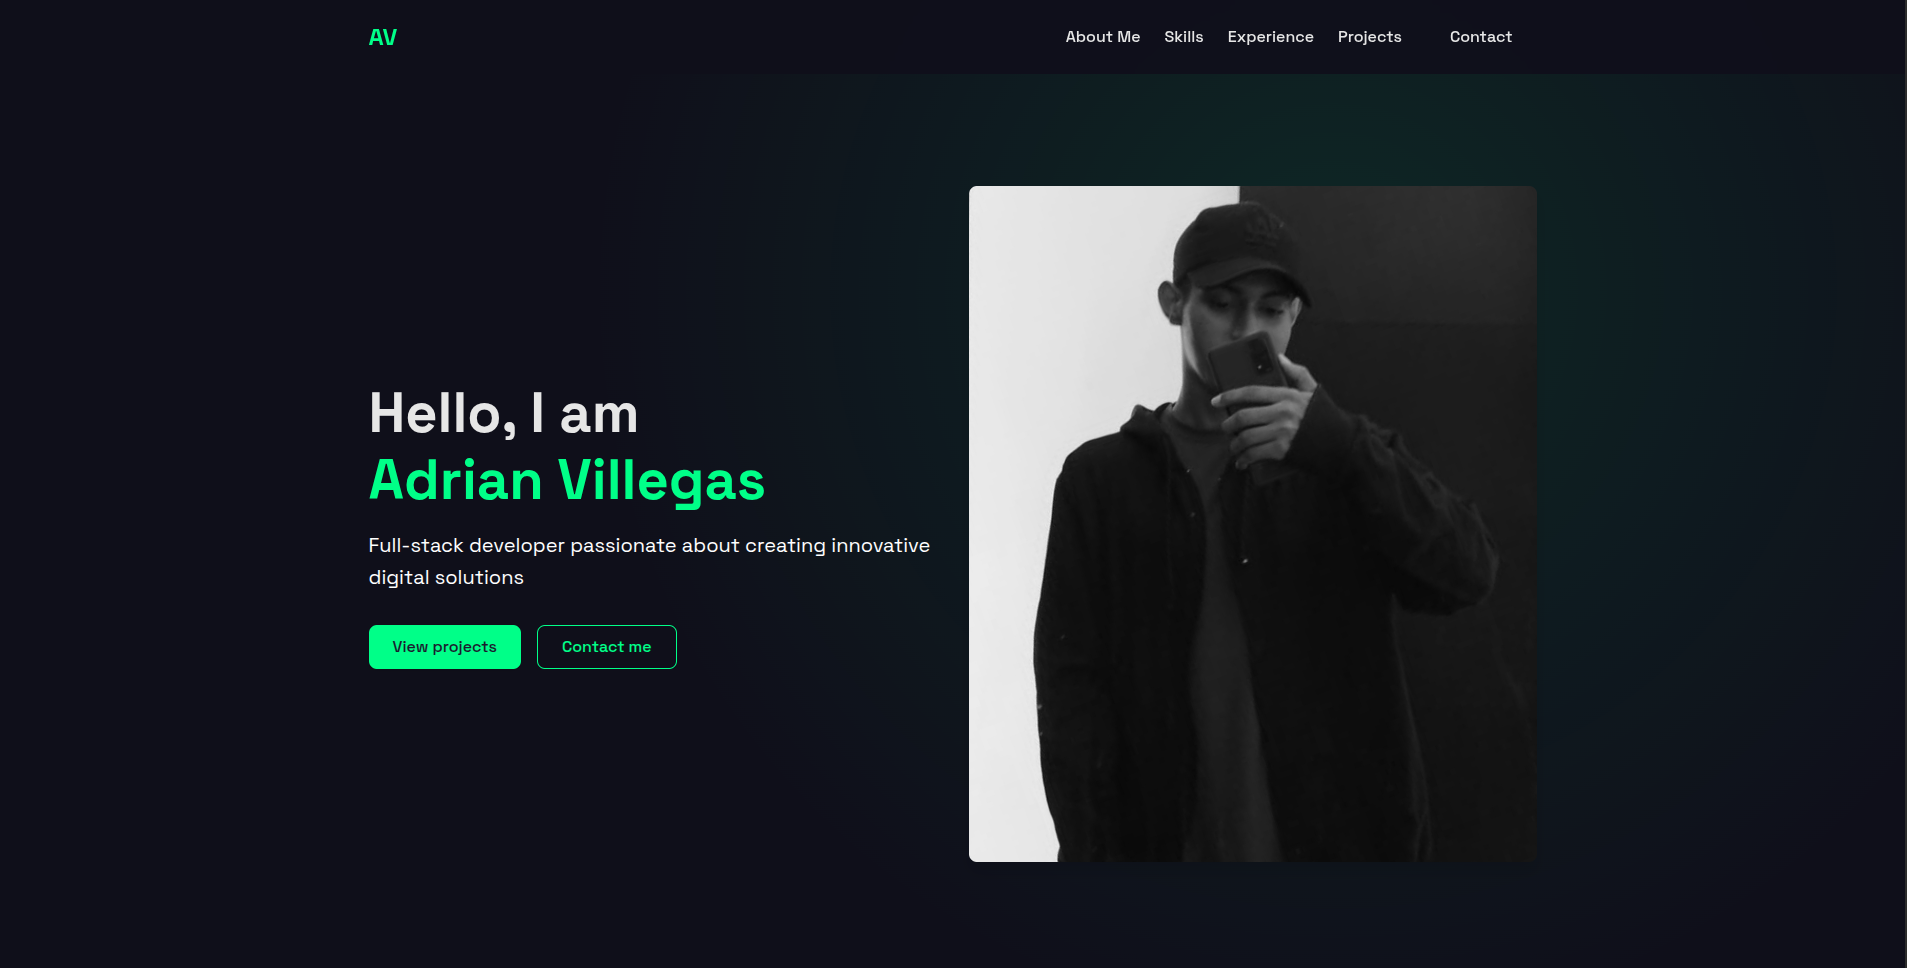 AV
About Me
Skills
Experience
Projects
Contact
Hello, I am
Adrian Villegas
Full-stack developer passionate about creating innovative
digital solutions
View projects
Contact me